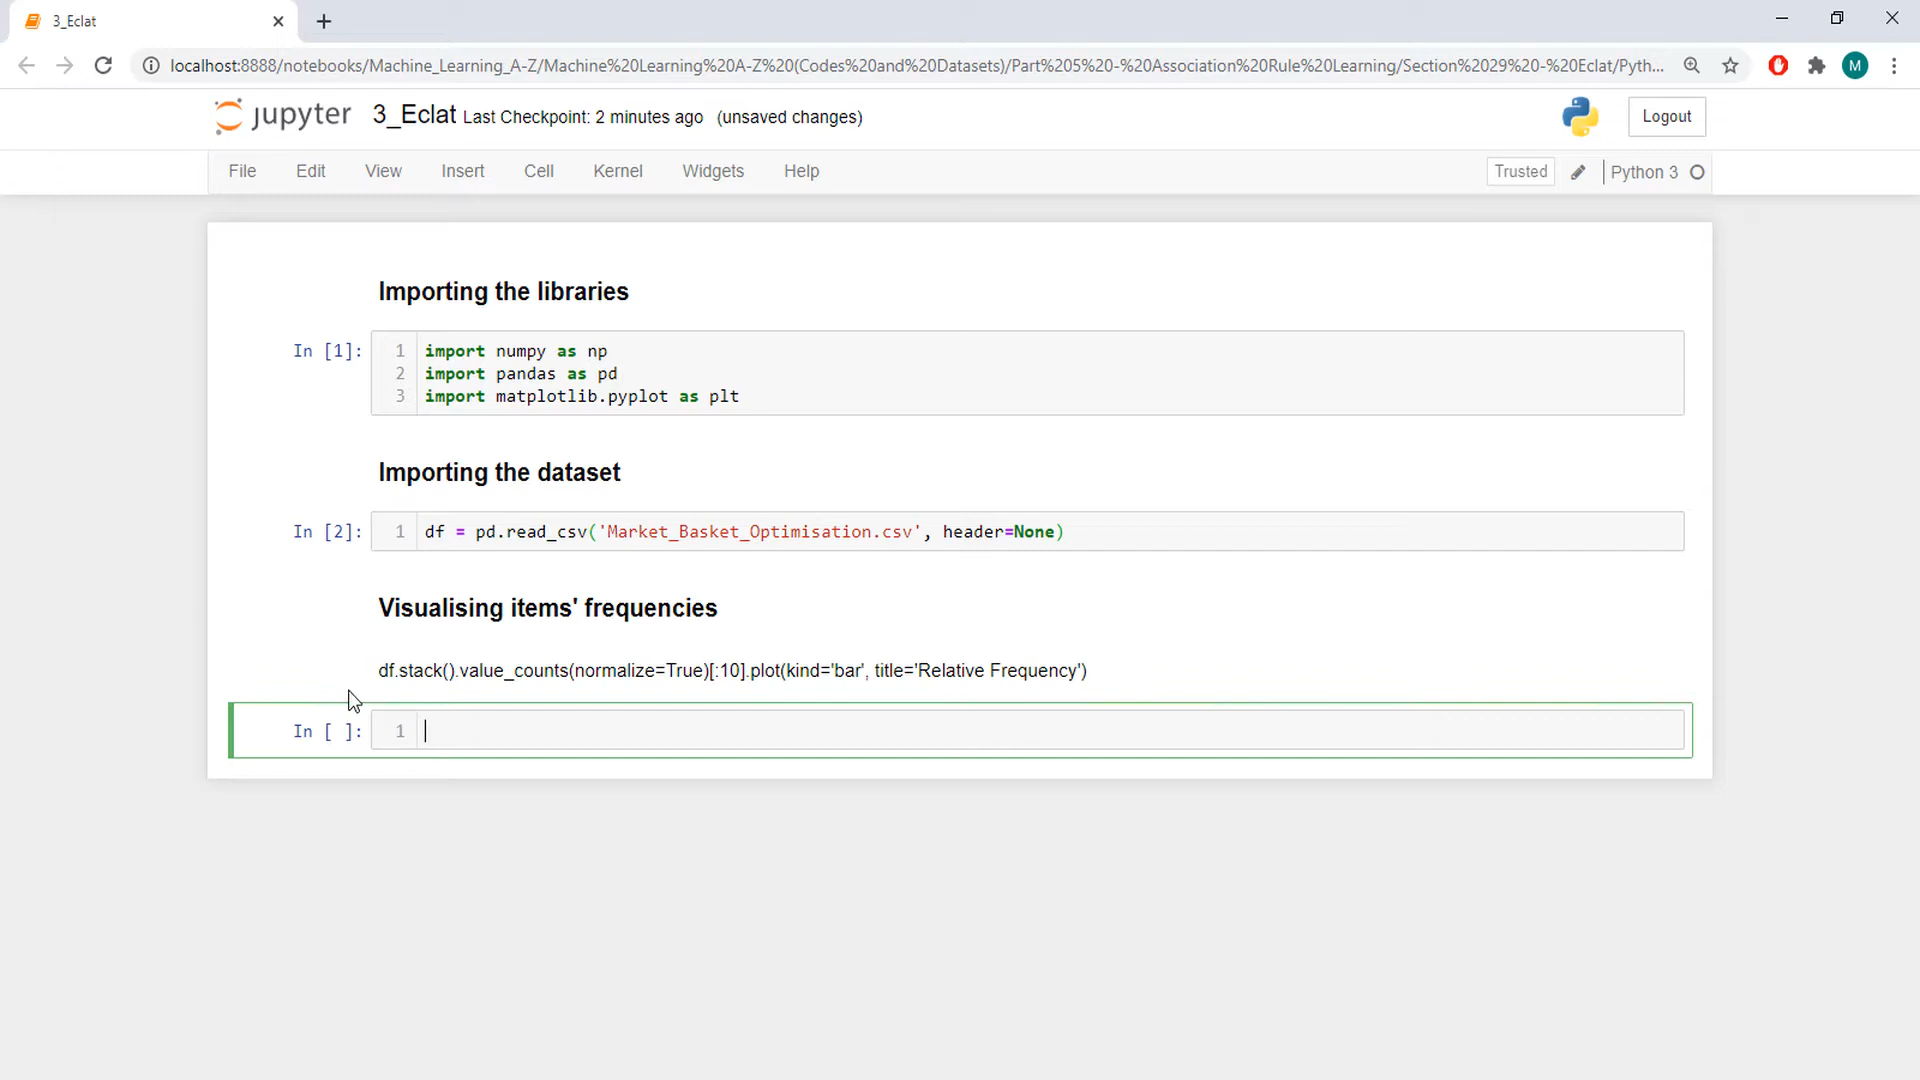 3_Eclat
localhost:8888/notebooks/Machine_Learning_A-Z/Machine%20Learning%20A-Z%20(Codes%20and%20Datasets)/Part%205%20-%20Association%20Rule%20Learning/Section%2029%20-%20Eclat/Pyth...
M
jupyter 3_Eclat Last Checkpoint: 2 minutes ago (unsaved changes) Logout
File Edit View Insert Cell Kernel Widgets Help Trusted Python 3
Importing the libraries
In [1]: 1 import numpy as np
2 import pandas as pd
3 import matplotlib.pyplot as plt
Importing the dataset
In [2]: 1 df = pd.read_csv('Market_Basket_Optimisation.csv', header=None)
Visualising items' frequencies
df.stack().value_counts(normalize=True)[:10].plot(kind='bar', title='Relative Frequency')
In [ ]: 1